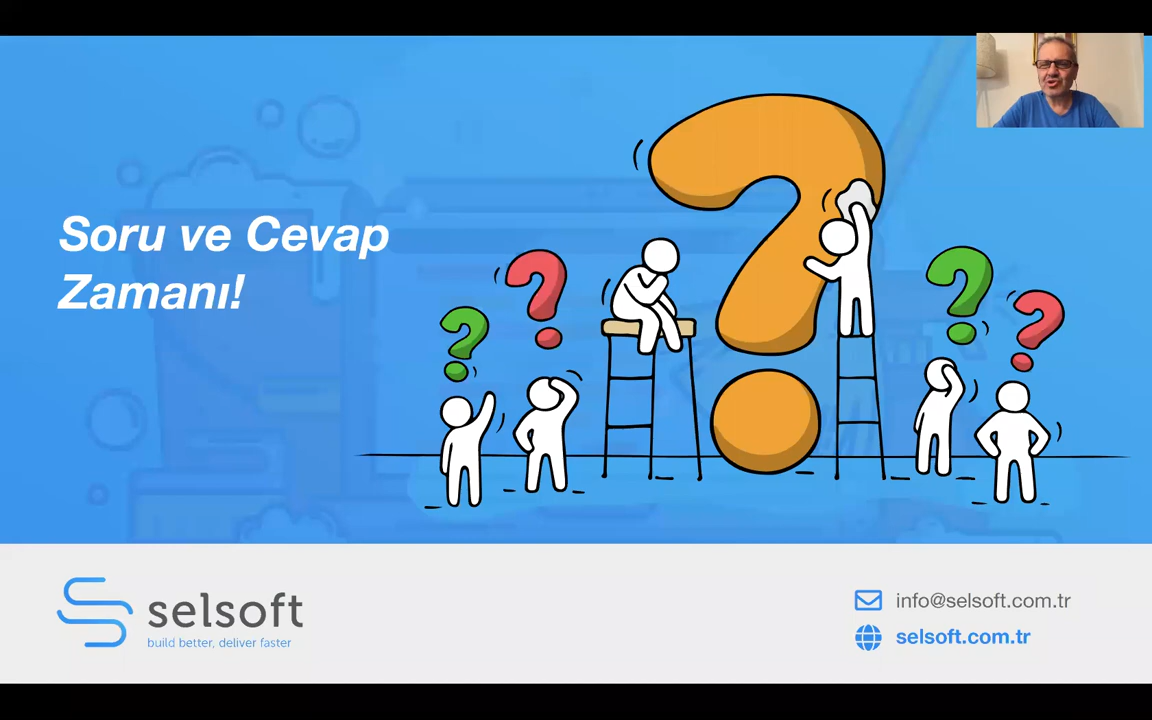 Soru ve Cevap
Zamanı!
selsoft
build better, deliver faster
info@selsoft.com.tr
selsoft.com.tr